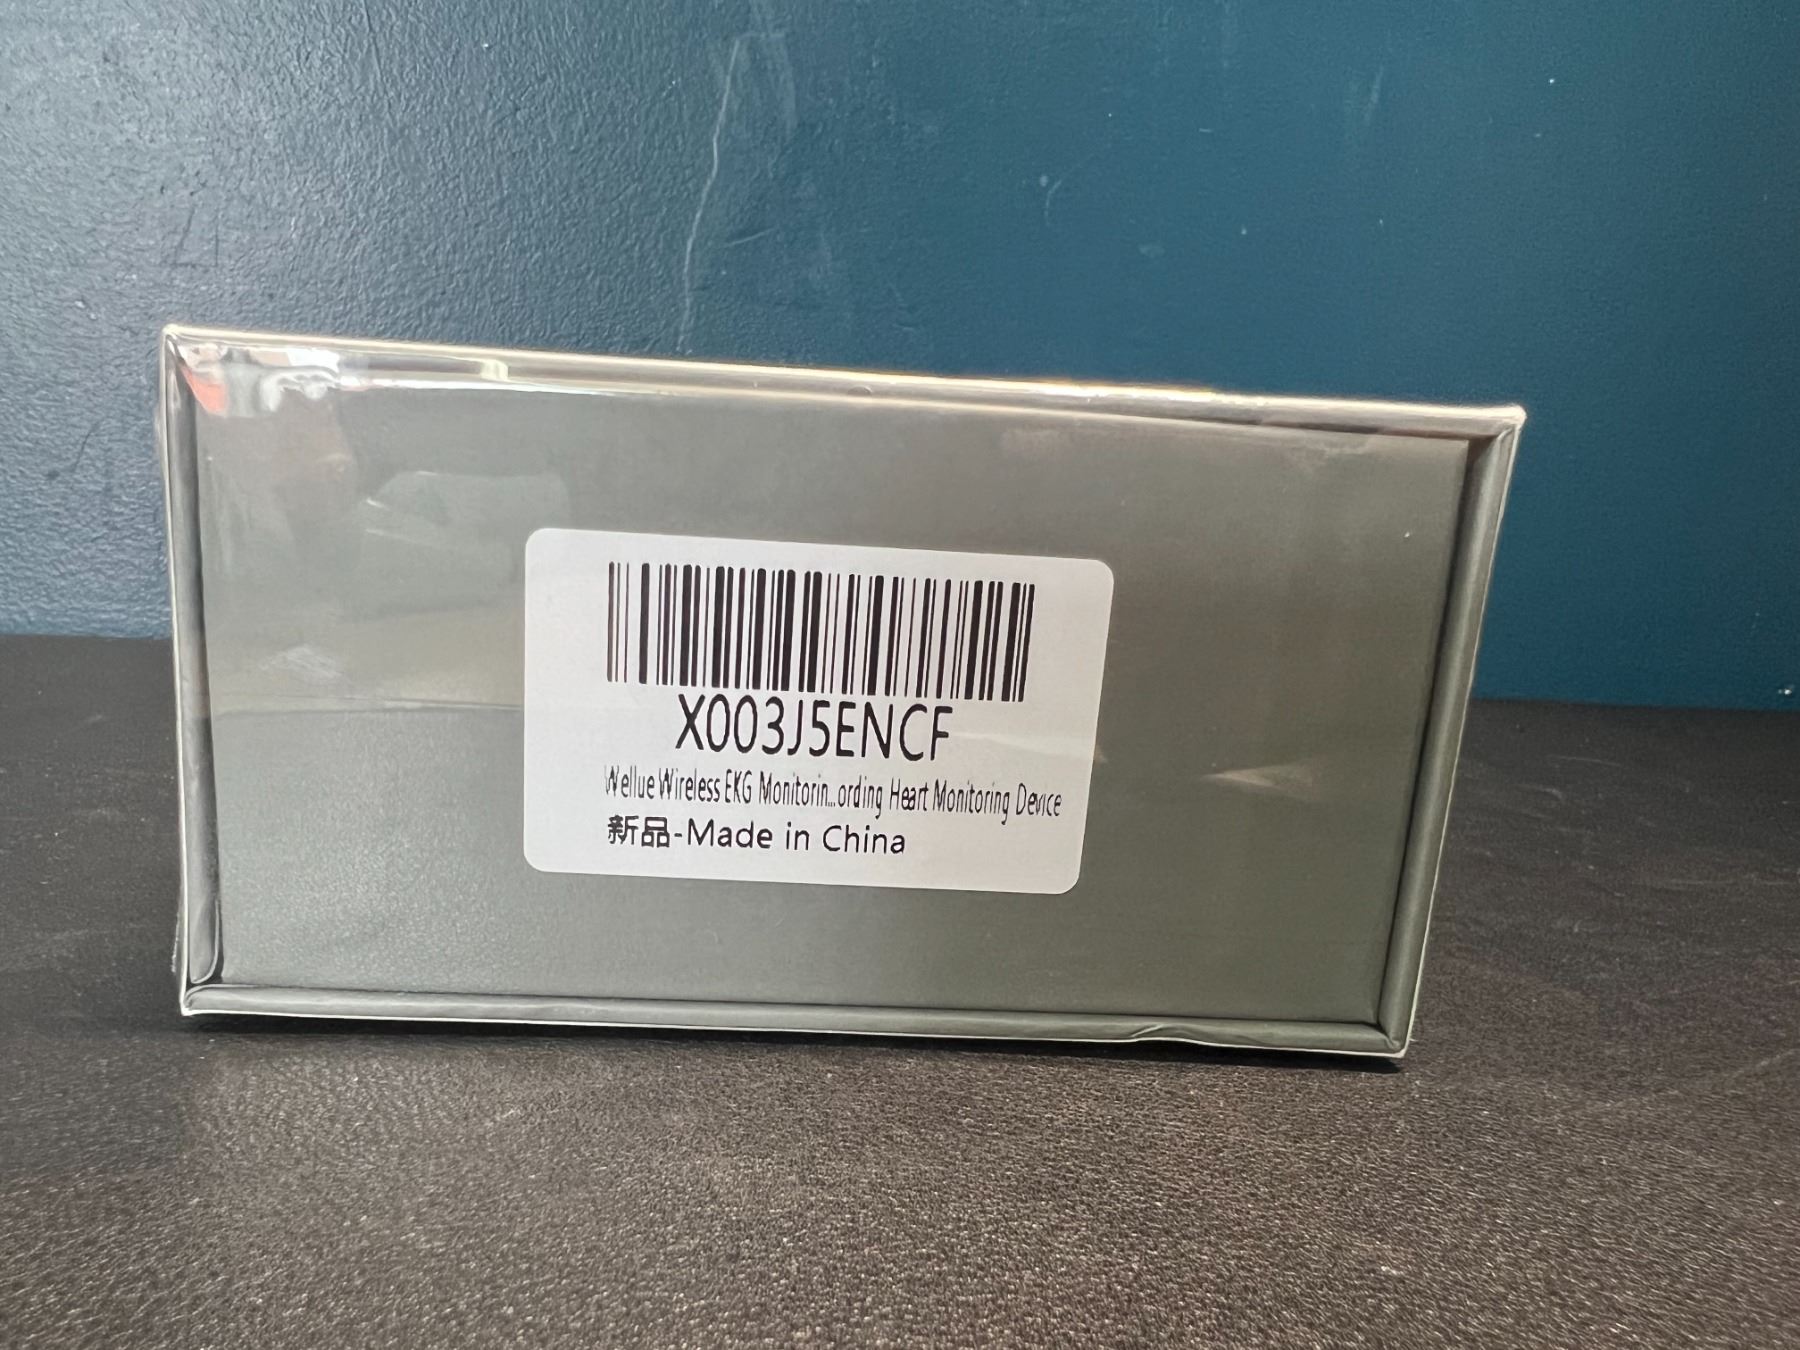 X003J5ENCF
Wellue Wireless EKG Monitorin...ording Heart Monitoring Device
新品-Made in China